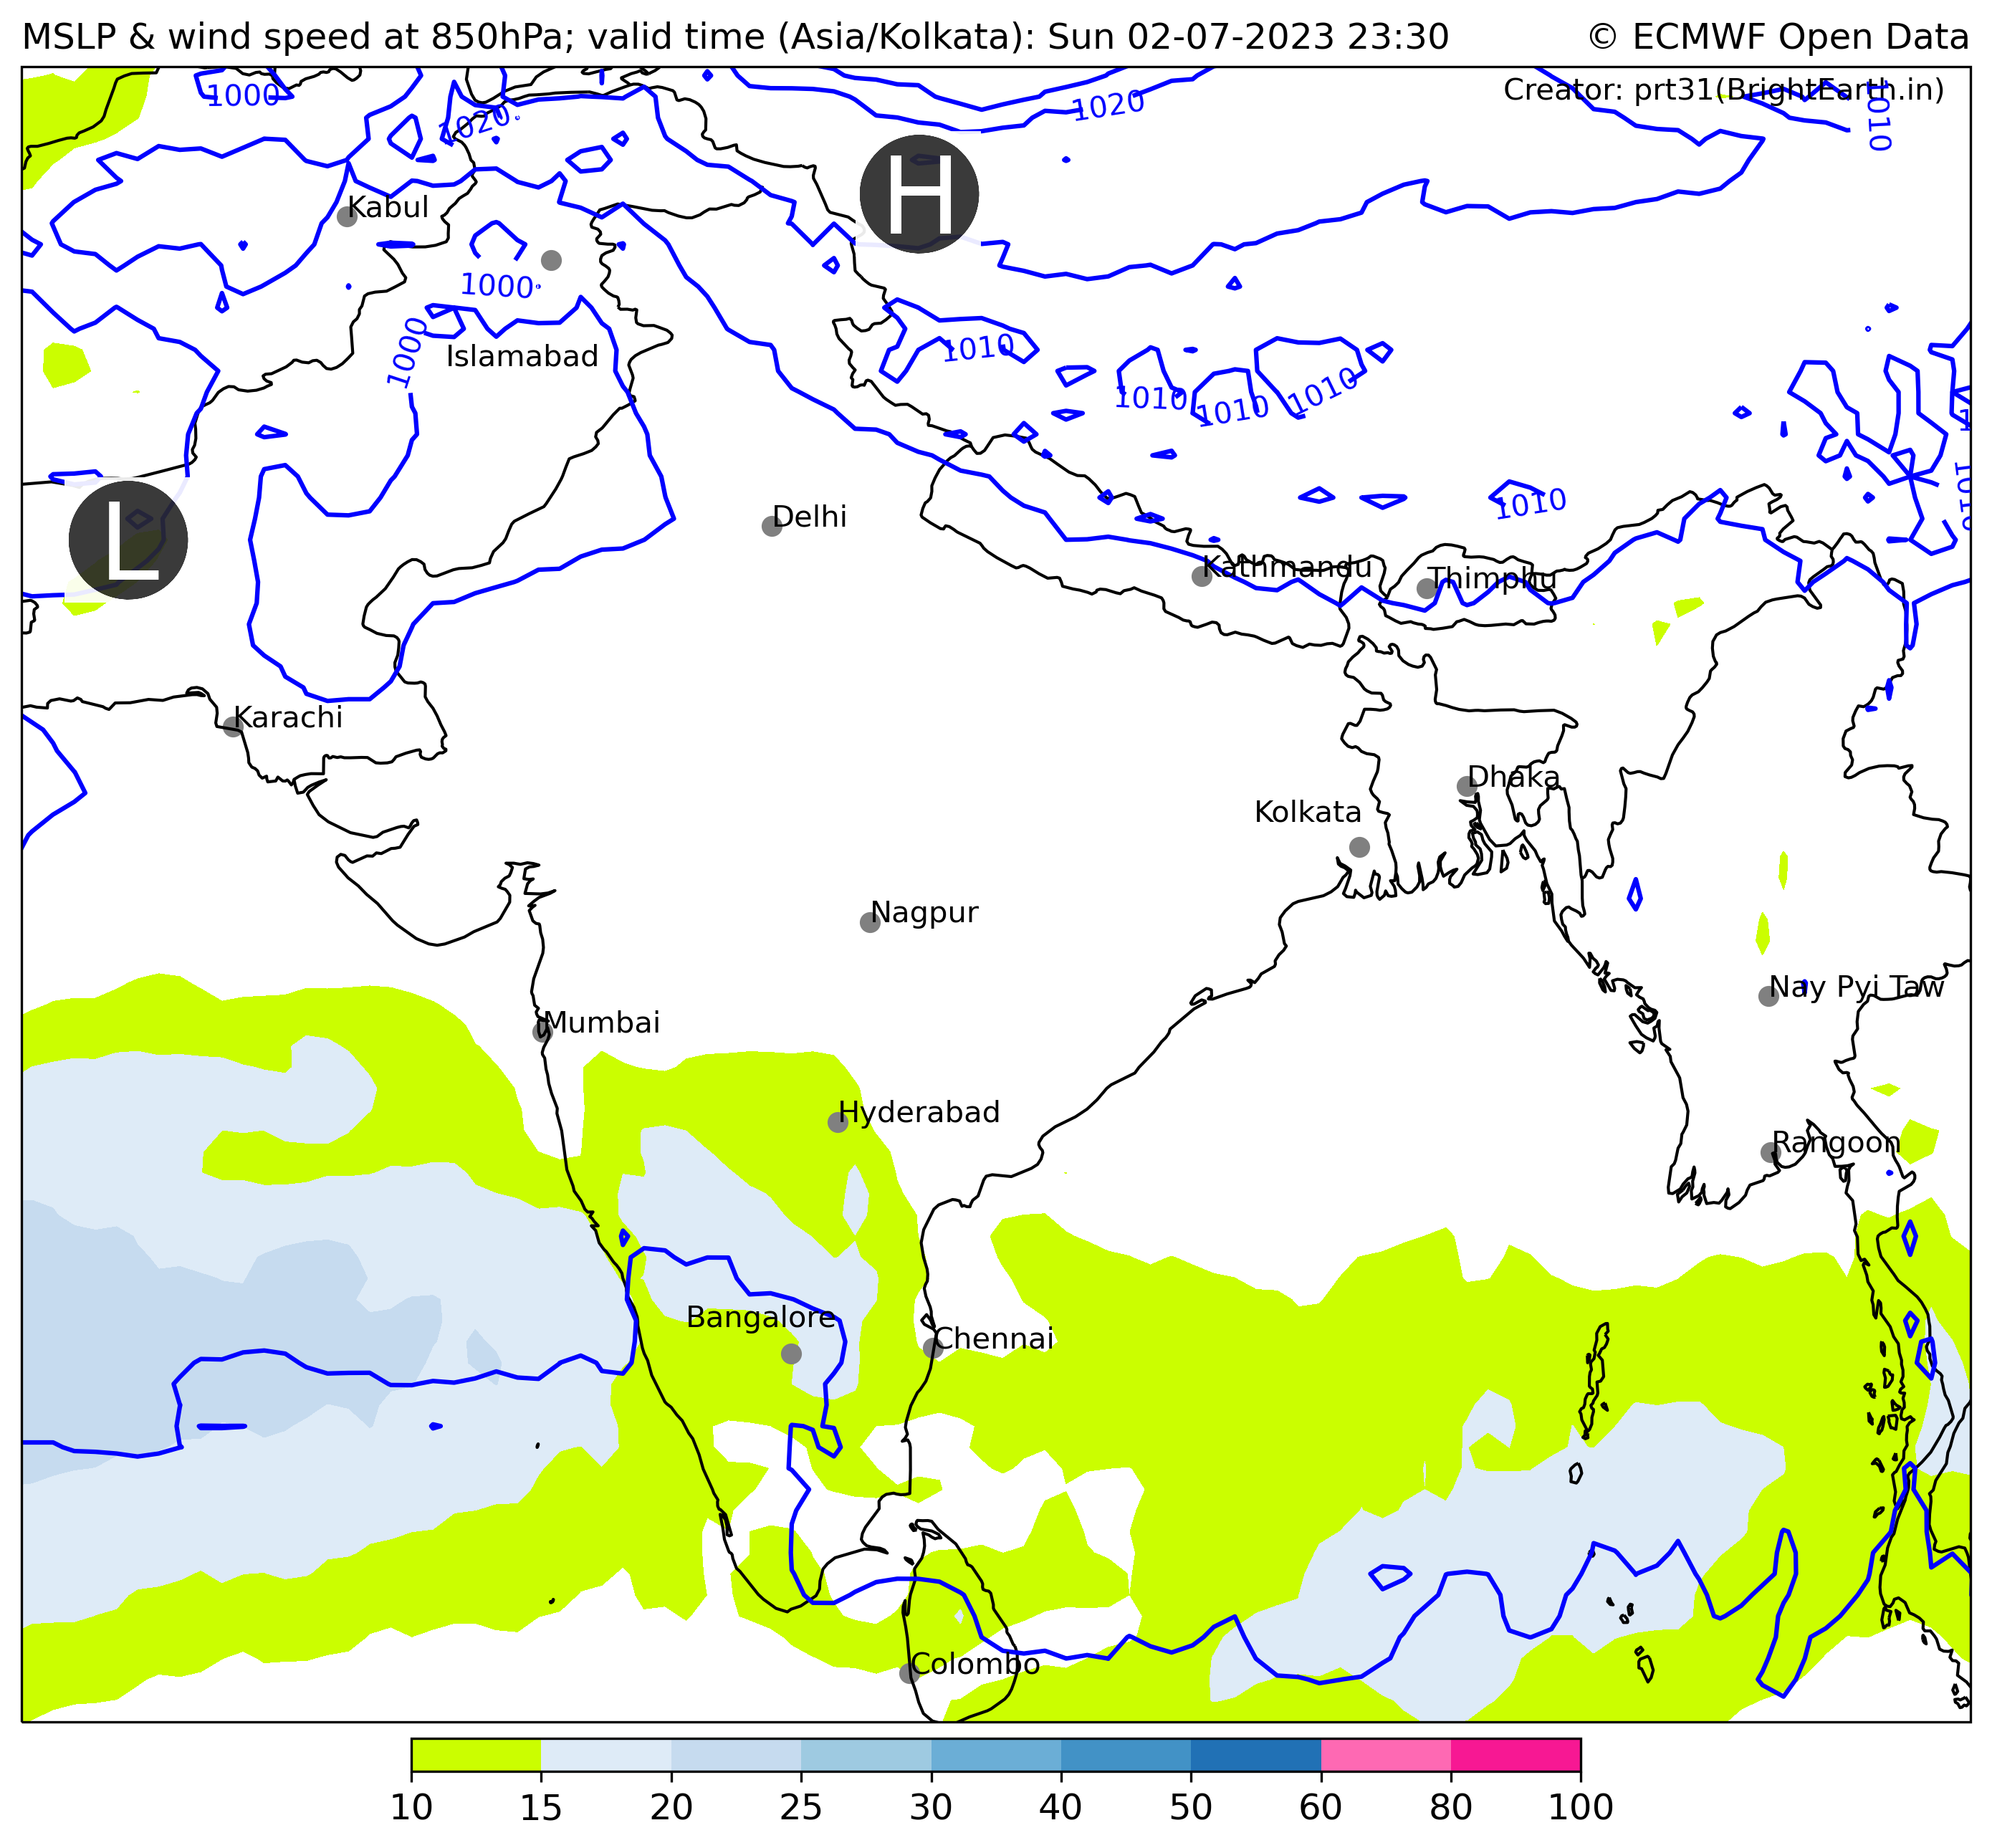 MSLP & wind speed at 850hPa; valid time (Asia/Kolkata): Sun 02-07-2023 23:30
© ECMWF Open Data
Creator: prt31(BrightEarth.in)
1000
1020
1020
1010
H
Kabul
1000
1000
Islamabad
1010
1010
1010
1010
1010
1010
L
Delhi
Kathmandu
Thimphu
Karachi
Dhaka
Kolkata
Nagpur
Nay Pyi Taw
Mumbai
Hyderabad
Rangoon
Bangalore
Chennai
Colombo
10 15 20 25 30 40 50 60 80 100